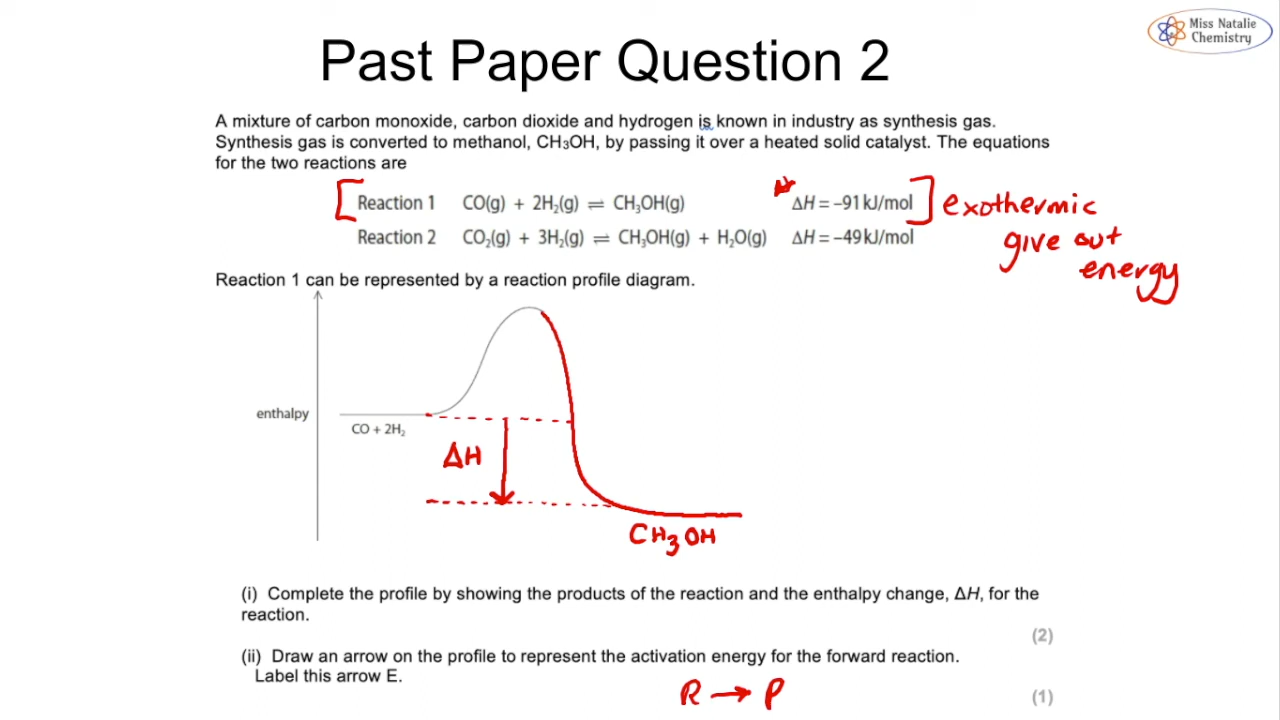 Miss Natalie
Chemistry
Past Paper Question 2
A mixture of carbon monoxide, carbon dioxide and hydrogen is known in industry as synthesis gas.
Synthesis gas is converted to methanol, CH₃OH, by passing it over a heated solid catalyst. The equations
for the two reactions are
Reaction 1 CO(g) + 2H₂(g) ⇌ CH₃OH(g) ΔH = –91 kJ/mol exothermic
give out
Reaction 2 CO₂(g) + 3H₂(g) ⇌ CH₃OH(g) + H₂O(g) ΔH = –49 kJ/mol
energy
Reaction 1 can be represented by a reaction profile diagram.
enthalpy
CO + 2H₂
ΔH
CH₃OH
(i) Complete the profile by showing the products of the reaction and the enthalpy change, ΔH, for the
reaction.
(2)
(ii) Draw an arrow on the profile to represent the activation energy for the forward reaction.
Label this arrow E.
R → P
(1)